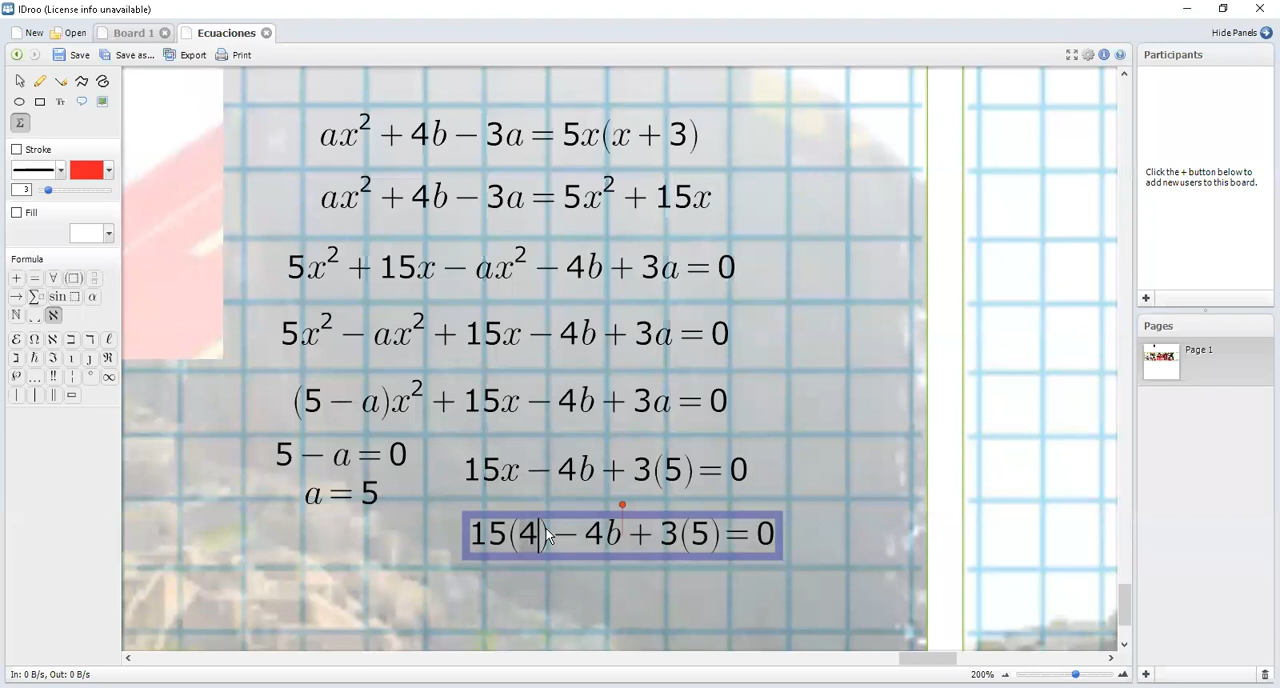 IDroo (License info unavailable)
New Open Board 1 Ecuaciones Hide Panels
Save Save as... Export Print
Participants
Click the + button below to
add new users to this board.
Tт
Σ
Stroke
3
Fill
Formula
+ = ∀ (□)
→ Σ□ sin □ α
ℕ ℵ
ℰ Ω ℵ ℶ ℸ ℓ
ℷ ℏ ℑ ı ȷ ℜ
℘ ... !! ¦ ° ∞
| | ‖ ▭
ax² + 4b − 3a = 5x(x + 3)
ax² + 4b − 3a = 5x² + 15x
5x² + 15x − ax² − 4b + 3a = 0
5x² − ax² + 15x − 4b + 3a = 0
(5 − a)x² + 15x − 4b + 3a = 0
5 − a = 0
a = 5
15x − 4b + 3(5) = 0
15(4) − 4b + 3(5) = 0
Pages
Page 1
In: 0 B/s, Out: 0 B/s
200%